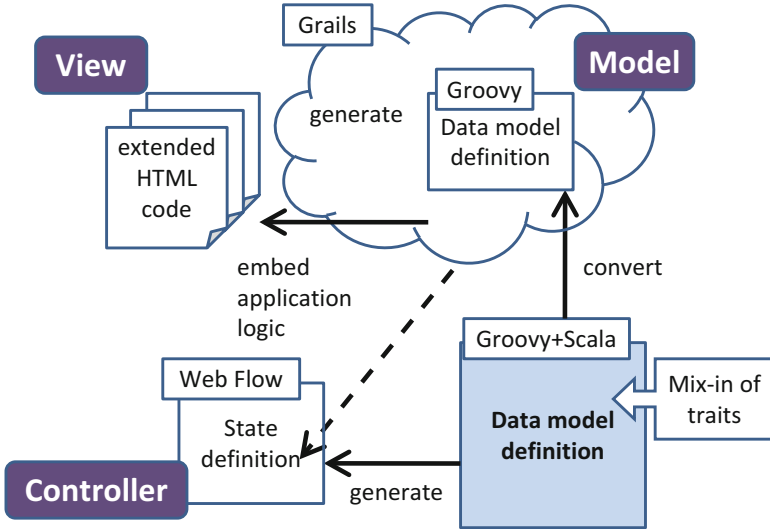 Grails
View
Model
Groovy
generate
Data model
definition
extended
HTML
code
embed
application
logic
convert
Groovy+Scala
Web Flow
Mix-in of
traits
State
definition
Data model
definition
Controller
generate